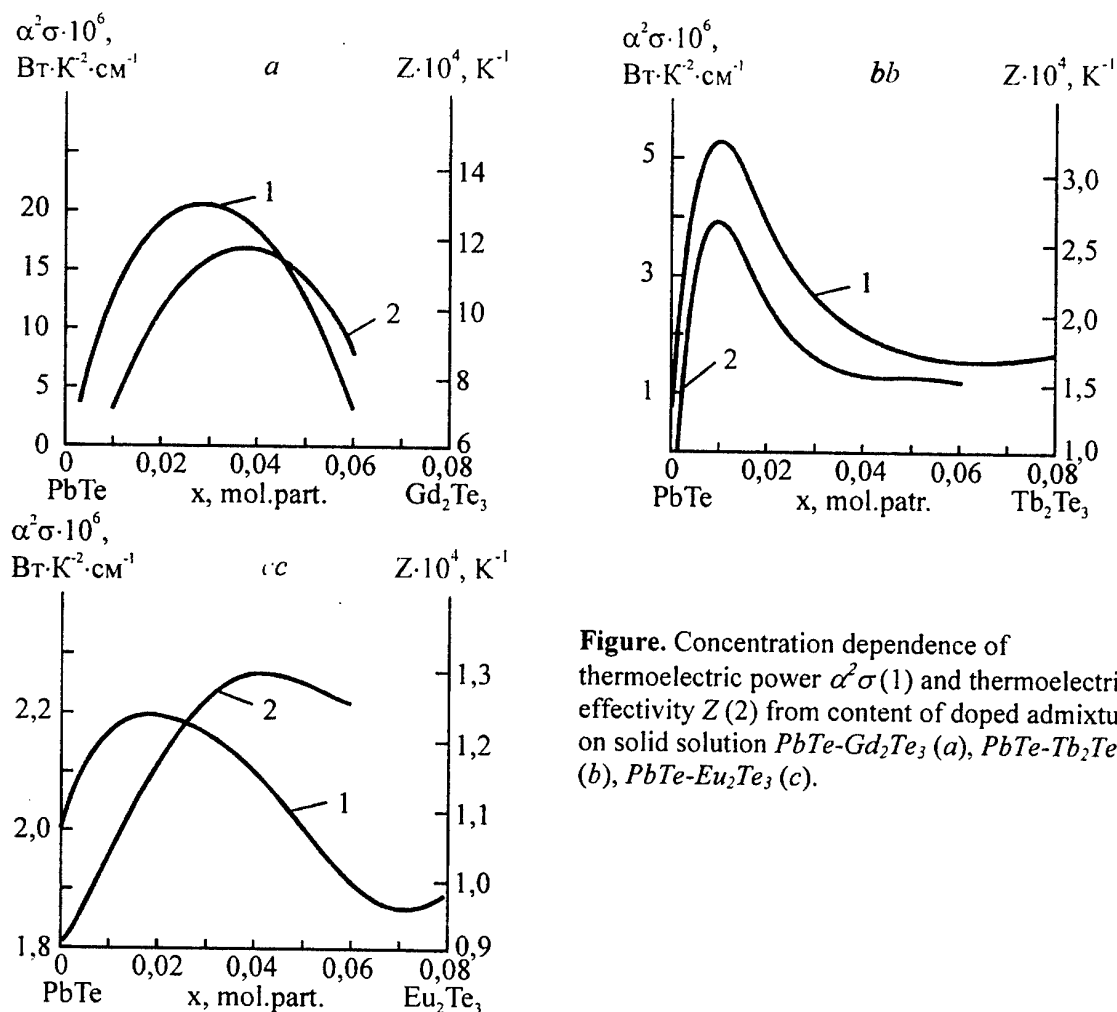 α²σ·10⁶,
Вт·К⁻²·см⁻¹ a Z·10⁴, K⁻¹
14
20 1 12
15
10 2 10
5 8
0 6
0 0,02 0,04 0,06 0,08
PbTe x, mol.part. Gd₂Te₃
α²σ·10⁶,
Вт·К⁻²·см⁻¹ bb Z·10⁴, K⁻¹
5 3,0
2,5
3 1
2,0
2
1 1,5
1,0
0 0,02 0,04 0,06 0,08
PbTe x, mol.patr. Tb₂Te₃
α²σ·10⁶,
Вт·К⁻²·см⁻¹ c Z·10⁴, K⁻¹
1,3
2,2 2
1,2
2,0 1 1,1
1,0
1,8 0,9
0 0,02 0,04 0,06 0,08
PbTe x, mol.part. Eu₂Te₃
Figure. Concentration dependence of
thermoelectric power α²σ (1) and thermoelectri
effectivity Z (2) from content of doped admixtu
on solid solution PbTe-Gd₂Te₃ (a), PbTe-Tb₂Te
(b), PbTe-Eu₂Te₃ (c).